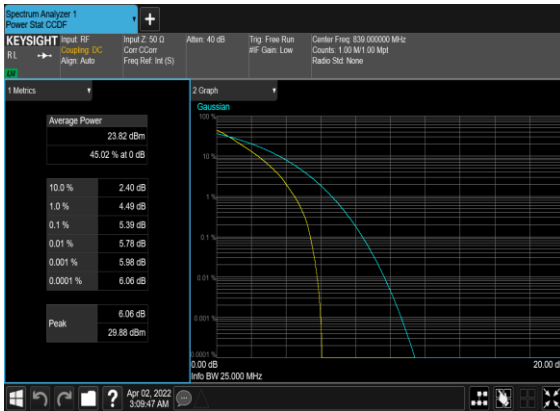 Spectrum Analyzer 1
Power Stat CCDF
KEYSIGHT
RL
LM
Input: RF
Coupling: DC
Align: Auto
Input Z: 50 Ω
Corr CCorr
Freq Ref: Int (S)
Atten: 40 dB
Trig: Free Run
#IF Gain: Low
Center Freq: 839.000000 MHz
Counts: 1.00 M/1.00 Mpt
Radio Std: None
1 Metrics
Average Power
23.82 dBm
45.02 % at 0 dB
10.0 % 2.40 dB
1.0 % 4.49 dB
0.1 % 5.39 dB
0.01 % 5.78 dB
0.001 % 5.98 dB
0.0001 % 6.06 dB
Peak 6.06 dB
29.88 dBm
2 Graph
Gaussian
100 %
10 %
1 %
0.1 %
0.01 %
0.001 %
0.0001 %
0.00 dB
20.00 d
Info BW 25.000 MHz
Apr 02, 2022
3:09:47 AM